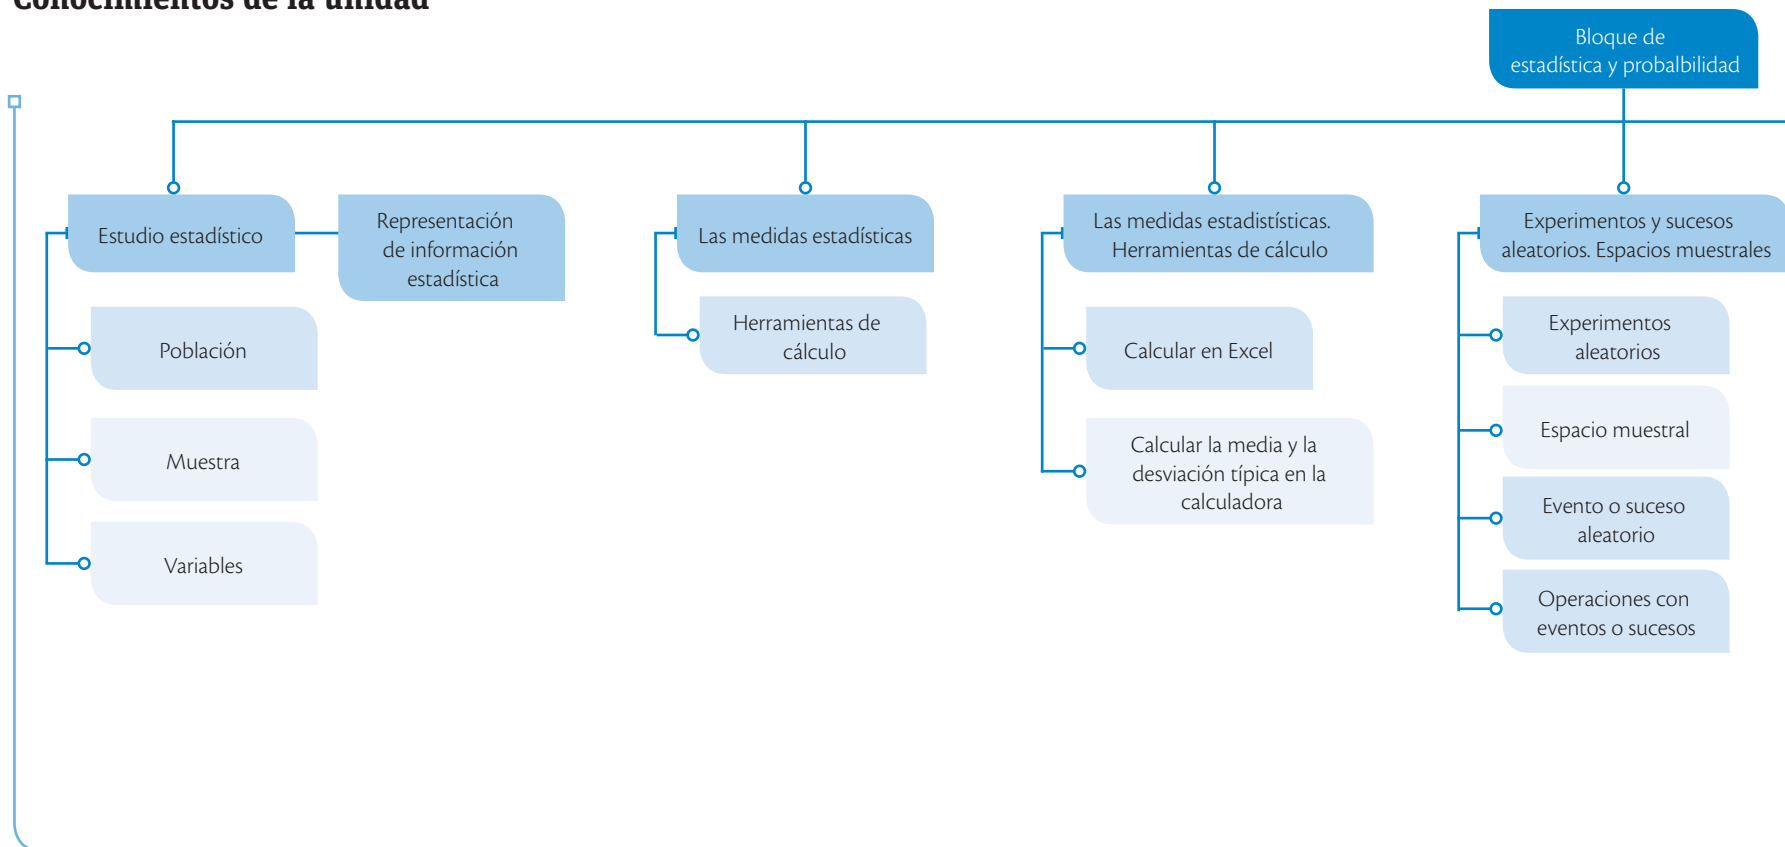 Conocimientos de la unidad
Bloque de
estadística y probalbilidad
Estudio estadístico
Representación
de información
estadística
Población
Muestra
Variables
Las medidas estadísticas
Herramientas de
cálculo
Las medidas estadistísticas.
Herramientas de cálculo
Calcular en Excel
Calcular la media y la
desviación típica en la
calculadora
Experimentos y sucesos
aleatorios. Espacios muestrales
Experimentos
aleatorios
Espacio muestral
Evento o suceso
aleatorio
Operaciones con
eventos o sucesos